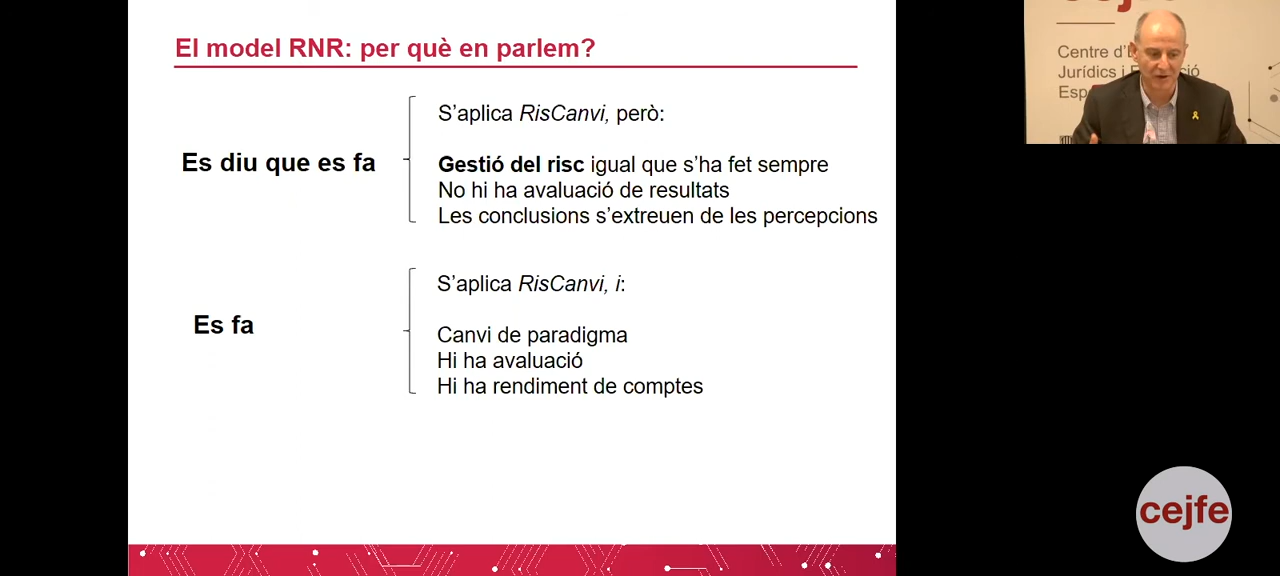 El model RNR: per què en parlem?
S’aplica RisCanvi, però:
Es diu que es fa
Gestió del risc igual que s’ha fet sempre
No hi ha avaluació de resultats
Les conclusions s’extreuen de les percepcions
S’aplica RisCanvi, i:
Es fa
Canvi de paradigma
Hi ha avaluació
Hi ha rendiment de comptes
Centre d’E
Jurídics i F ació
Espe
cejfe